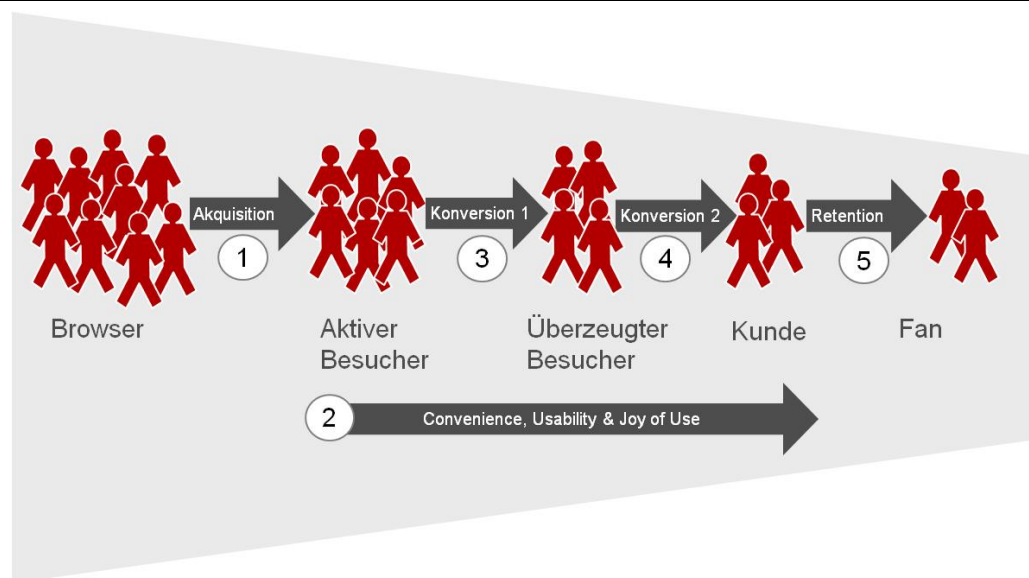 Akquisition
1
Konversion 1
3
Konversion 2
4
Retention
5
Browser
Aktiver
Besucher
Überzeugter
Besucher
Kunde
Fan
2
Convenience, Usability & Joy of Use